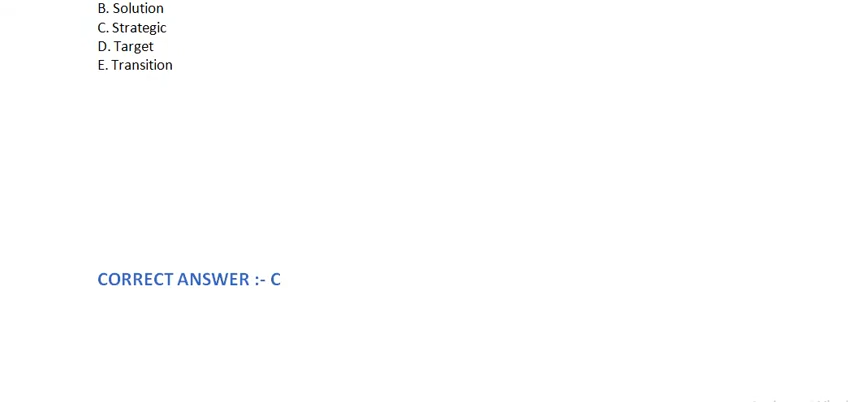 B. Solution
C. Strategic
D. Target
E. Transition
CORRECT ANSWER :- C